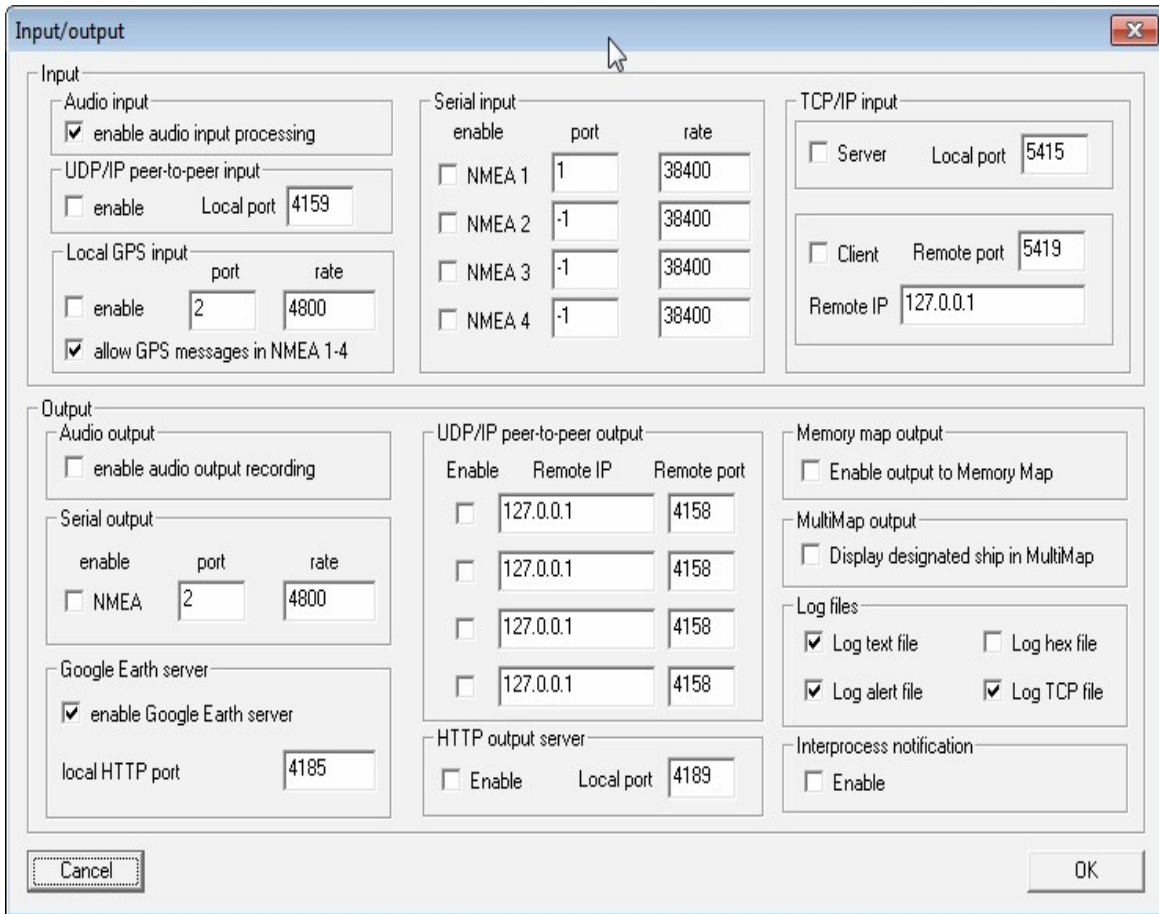 Input/output
Input
Audio input
enable audio input processing
UDP/IP peer-to-peer input
enable Local port 4159
Local GPS input
port rate
enable 2 4800
allow GPS messages in NMEA 1-4
Serial input
enable port rate
NMEA 1 1 38400
NMEA 2 -1 38400
NMEA 3 -1 38400
NMEA 4 -1 38400
TCP/IP input
Server Local port 5415
Client Remote port 5419
Remote IP 127.0.0.1
Output
Audio output
enable audio output recording
Serial output
enable port rate
NMEA 2 4800
Google Earth server
enable Google Earth server
local HTTP port 4185
UDP/IP peer-to-peer output
Enable Remote IP Remote port
127.0.0.1 4158
127.0.0.1 4158
127.0.0.1 4158
127.0.0.1 4158
HTTP output server
Enable Local port 4189
Memory map output
Enable output to Memory Map
MultiMap output
Display designated ship in MultiMap
Log files
Log text file Log hex file
Log alert file Log TCP file
Interprocess notification
Enable
Cancel OK